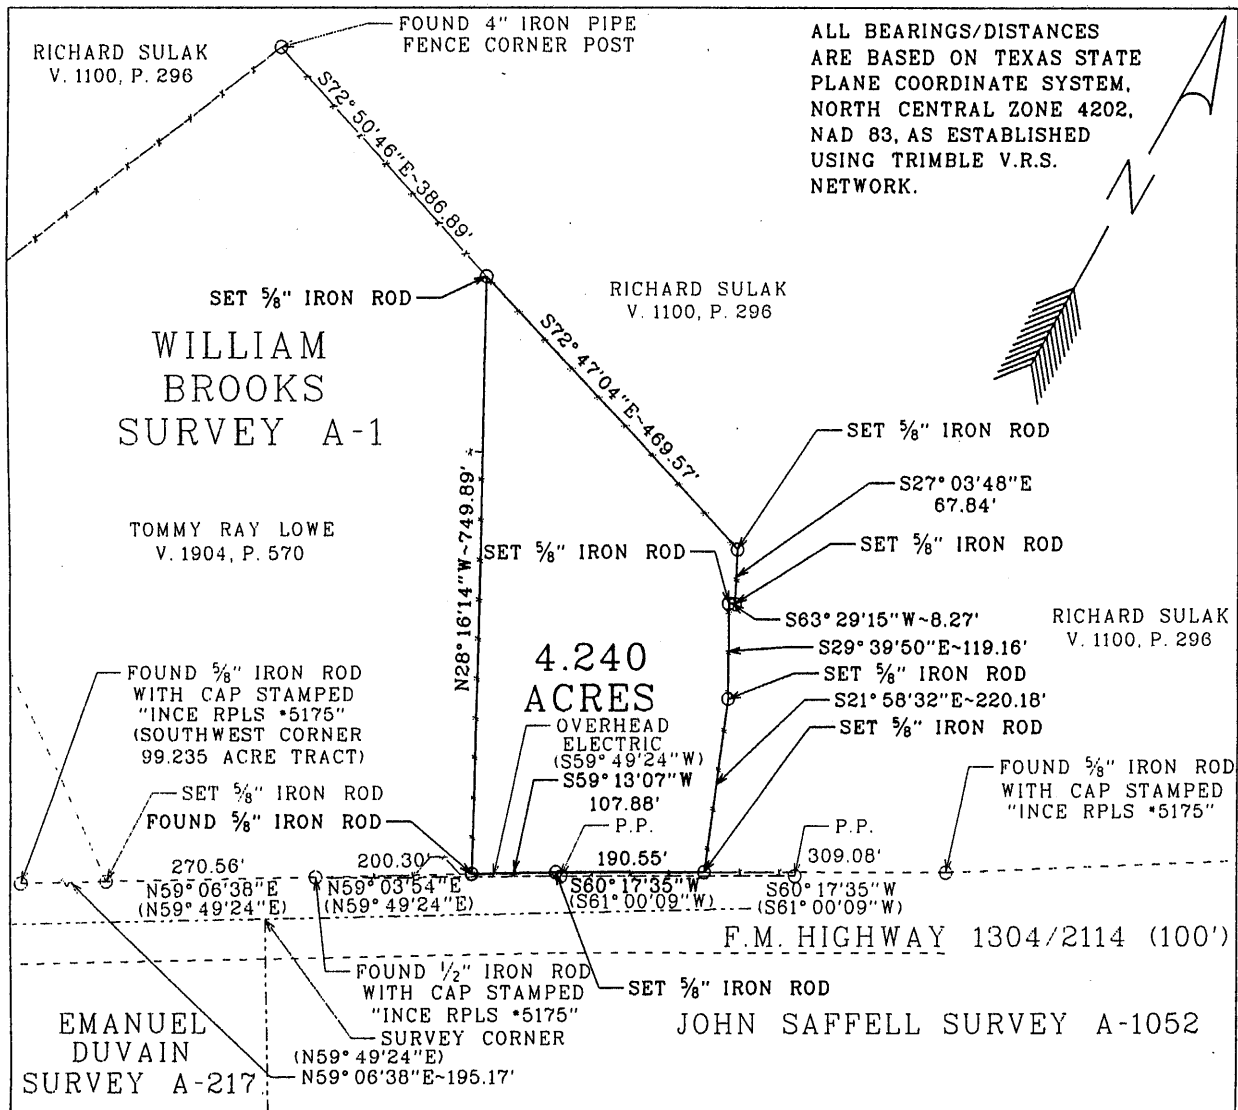 FOUND 4" IRON PIPE
FENCE CORNER POST
RICHARD SULAK
V. 1100, P. 296
ALL BEARINGS/DISTANCES
ARE BASED ON TEXAS STATE
PLANE COORDINATE SYSTEM,
NORTH CENTRAL ZONE 4202,
NAD 83, AS ESTABLISHED
USING TRIMBLE V.R.S.
NETWORK.
N
S72°50'46"E~386.89'
SET 5/8" IRON ROD
RICHARD SULAK
V. 1100, P. 296
WILLIAM
BROOKS
SURVEY A-1
S72°47'04"E~469.57'
SET 5/8" IRON ROD
S27°03'48"E
67.84'
TOMMY RAY LOWE
V. 1904, P. 570
N28°16'14"W~749.89'
SET 5/8" IRON ROD
SET 5/8" IRON ROD
S63°29'15"W~8.27'
RICHARD SULAK
V. 1100, P. 296
S29°39'50"E~119.16'
4.240
ACRES
SET 5/8" IRON ROD
S21°58'32"E~220.18'
SET 5/8" IRON ROD
FOUND 5/8" IRON ROD
WITH CAP STAMPED
"INCE RPLS *5175"
(SOUTHWEST CORNER
99.235 ACRE TRACT)
OVERHEAD
ELECTRIC
(S59°49'24"W)
S59°13'07"W
107.88'
FOUND 5/8" IRON ROD
WITH CAP STAMPED
"INCE RPLS *5175"
SET 5/8" IRON ROD
FOUND 5/8" IRON ROD
P.P.
P.P.
270.56'
N59°06'38"E
(N59°49'24"E)
200.30'
N59°03'54"E
(N59°49'24"E)
190.55'
S60°17'35"W
(S61°00'09"W)
309.08'
S60°17'35"W
(S61°00'09"W)
F.M. HIGHWAY 1304/2114 (100')
FOUND 1/2" IRON ROD
WITH CAP STAMPED
"INCE RPLS *5175"
SET 5/8" IRON ROD
SURVEY CORNER
(N59°49'24"E)
N59°06'38"E~195.17'
EMANUEL
DUVAIN
SURVEY A-217
JOHN SAFFELL SURVEY A-1052